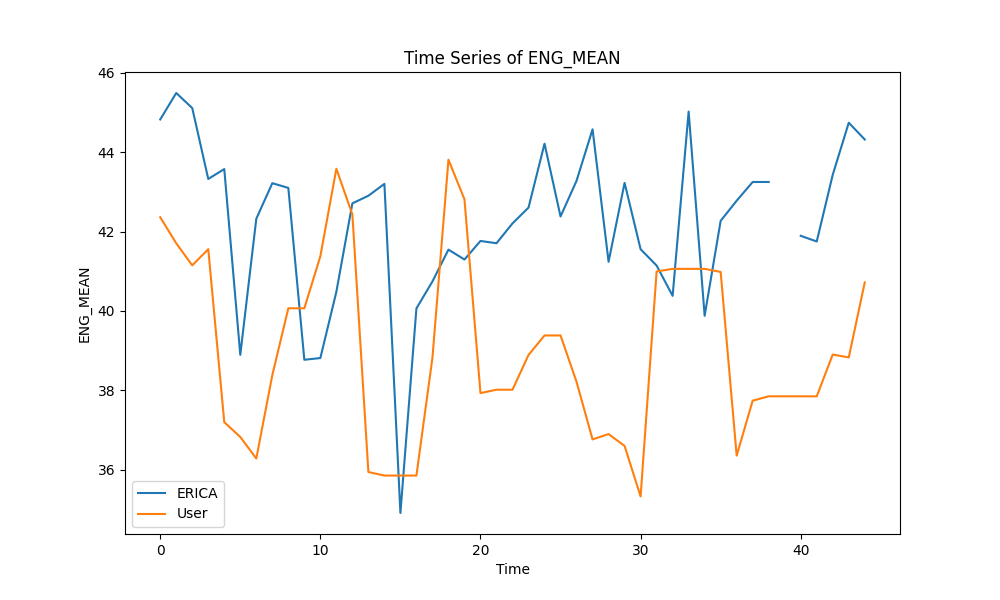 Time Series of ENG_MEAN
46
44
42
40
38
36
ENG_MEAN
ERICA
User
0 10 20 30 40
Time